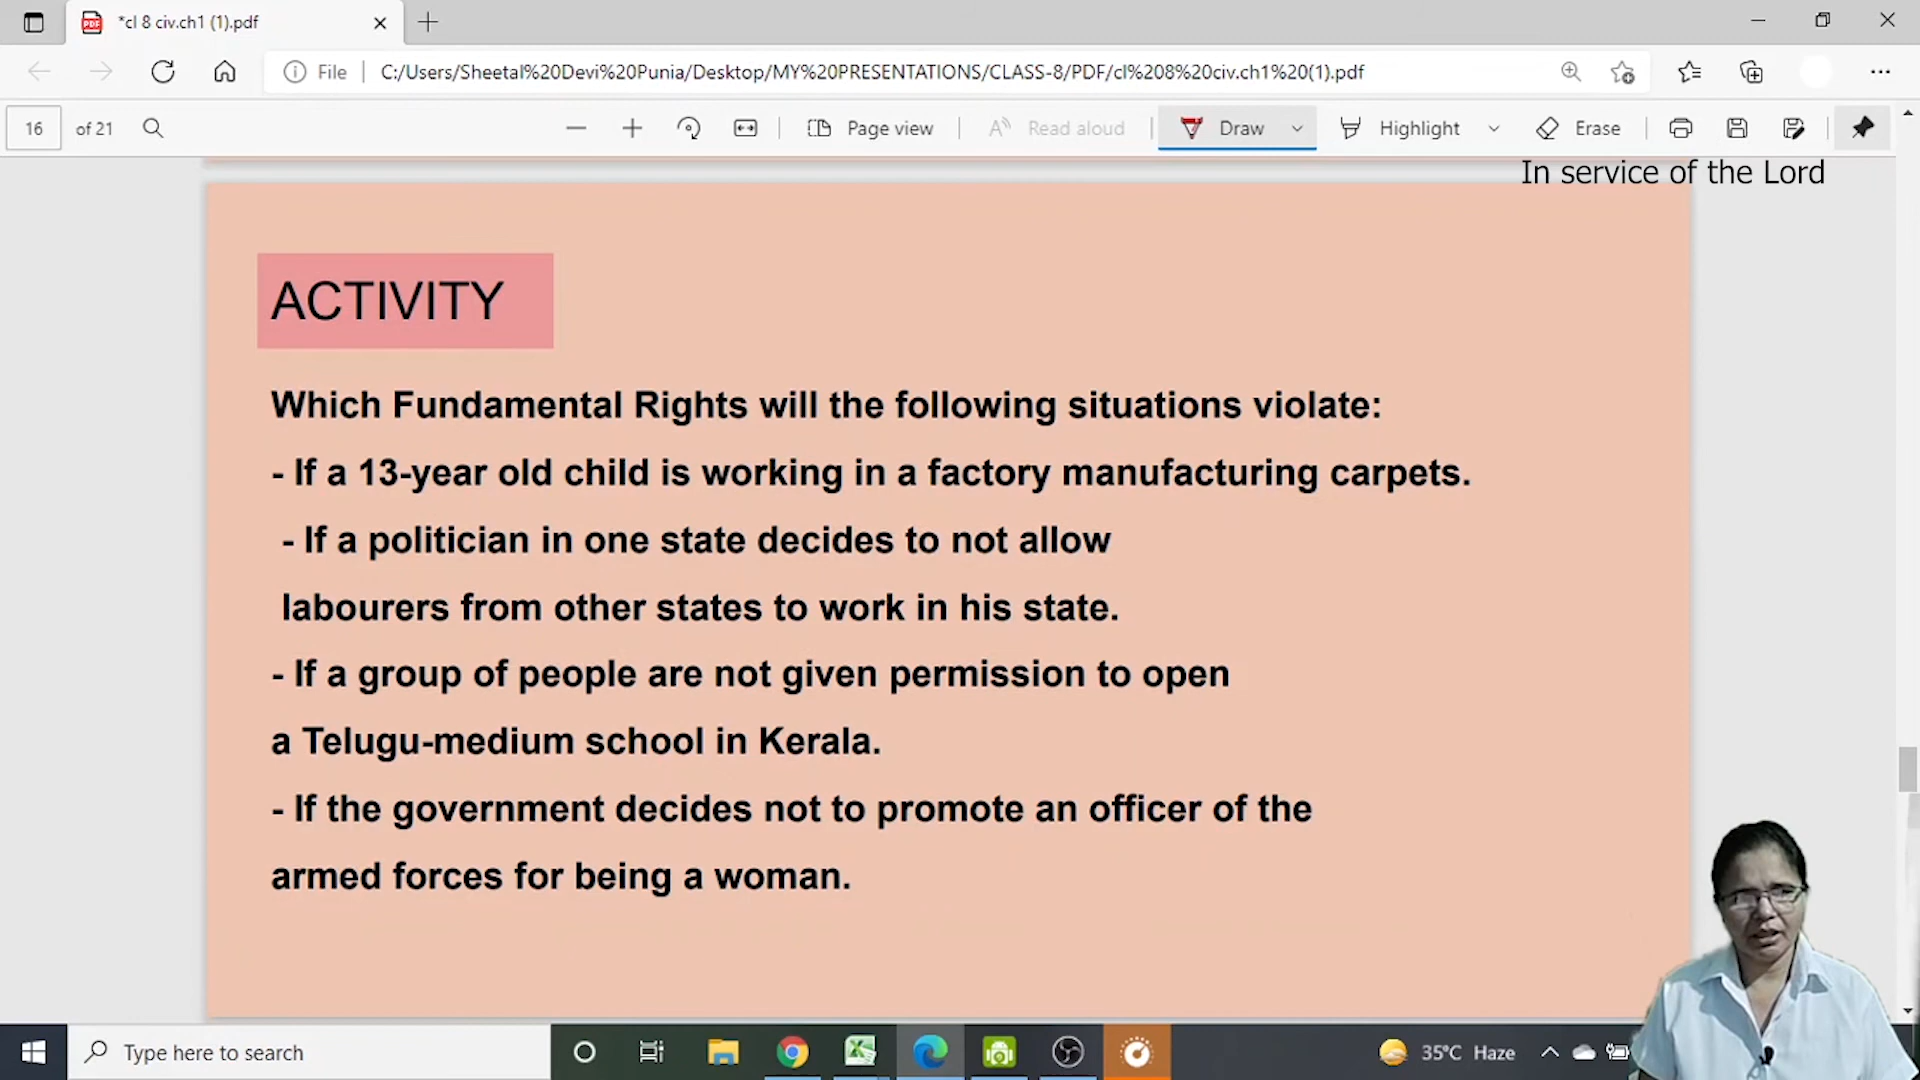 *cl 8 civ.ch1 (1).pdf
File
C:/Users/Sheetal%20Devi%20Punia/Desktop/MY%20PRESENTATIONS/CLASS-8/PDF/cl%208%20civ.ch1%20(1).pdf
16 of 21
Page view
Read aloud
Draw
Highlight
Erase
In service of the Lord
ACTIVITY
Which Fundamental Rights will the following situations violate:
- If a 13-year old child is working in a factory manufacturing carpets.
- If a politician in one state decides to not allow
labourers from other states to work in his state.
- If a group of people are not given permission to open
a Telugu-medium school in Kerala.
- If the government decides not to promote an officer of the
armed forces for being a woman.
Type here to search
35°C Haze